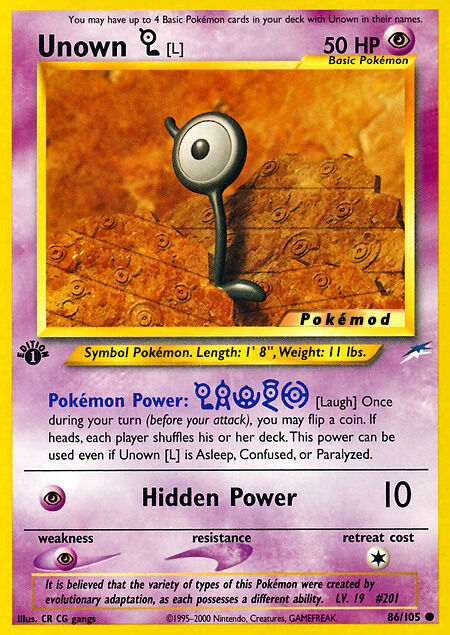 You may have up to 4 Basic Pokémon cards in your deck with Unown in their names.
Unown [L] 50 HP
Basic Pokémon
Pokémod
EDITION 1
Symbol Pokémon. Length: 1' 8", Weight: 11 lbs.
Pokémon Power: [Laugh] Once
during your turn (before your attack), you may flip a coin. If
heads, each player shuffles his or her deck. This power can be
used even if Unown [L] is Asleep, Confused, or Paralyzed.
Hidden Power 10
weakness resistance retreat cost
It is believed that the variety of types of this Pokémon were created by
evolutionary adaptation, as each possesses a different ability. LV. 19 #201
Illus. CR CG gangs ©1995-2000 Nintendo, Creatures, GAMEFREAK. 86/105